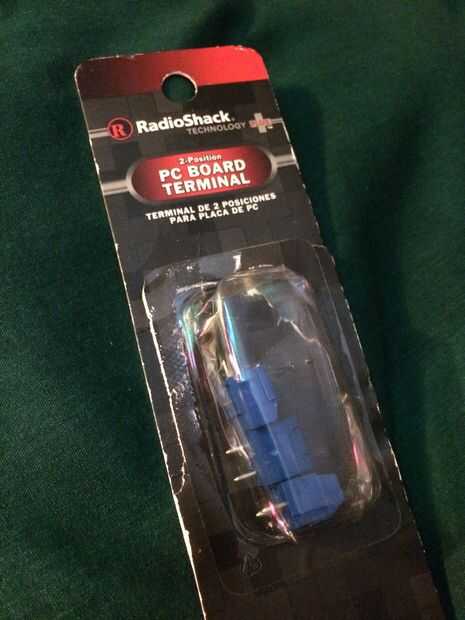 R RadioShack.
TECHNOLOGY
2-Position
PC BOARD
TERMINAL
TERMINAL DE 2 POSICIONES
PARA PLACA DE PC